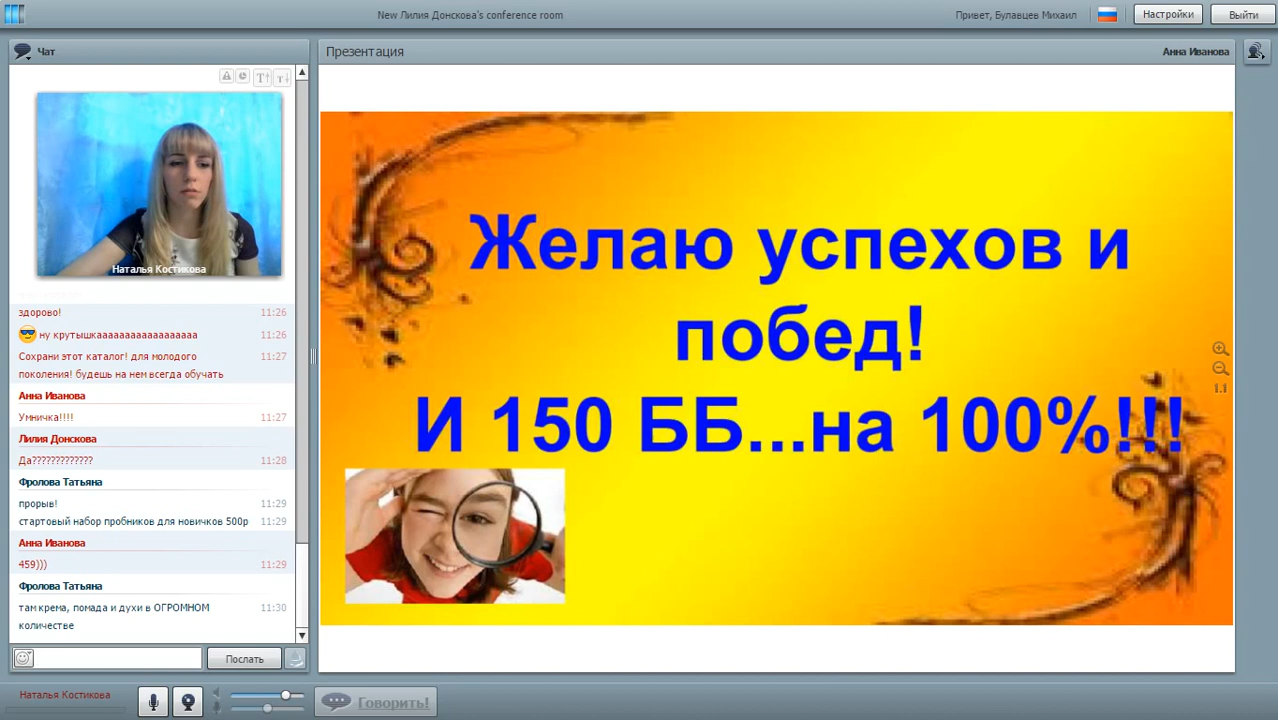 New Лилия Донскова's conference room
Привет, Булавцев Михаил
Настройки
Выйти
Чат
Презентация
Анна Иванова
Наталья Костикова
здорово! 11:26
ну крутышкаааааааааааааааааа 11:26
Сохрани этот каталог! для молодого 11:27
поколения! будешь на нем всегда обучать
Анна Иванова
Умничка!!!! 11:27
Лилия Донскова
Да????????????? 11:28
Фролова Татьяна
прорыв! 11:29
стартовый набор пробников для новичков 500р 11:29
Анна Иванова
459))) 11:29
Фролова Татьяна
там крема, помада и духи в ОГРОМНОМ 11:30
количестве
Послать
Желаю успехов и
побед!
И 150 ББ...на 100%!!!
1.1
Наталья Костикова
Говорить!